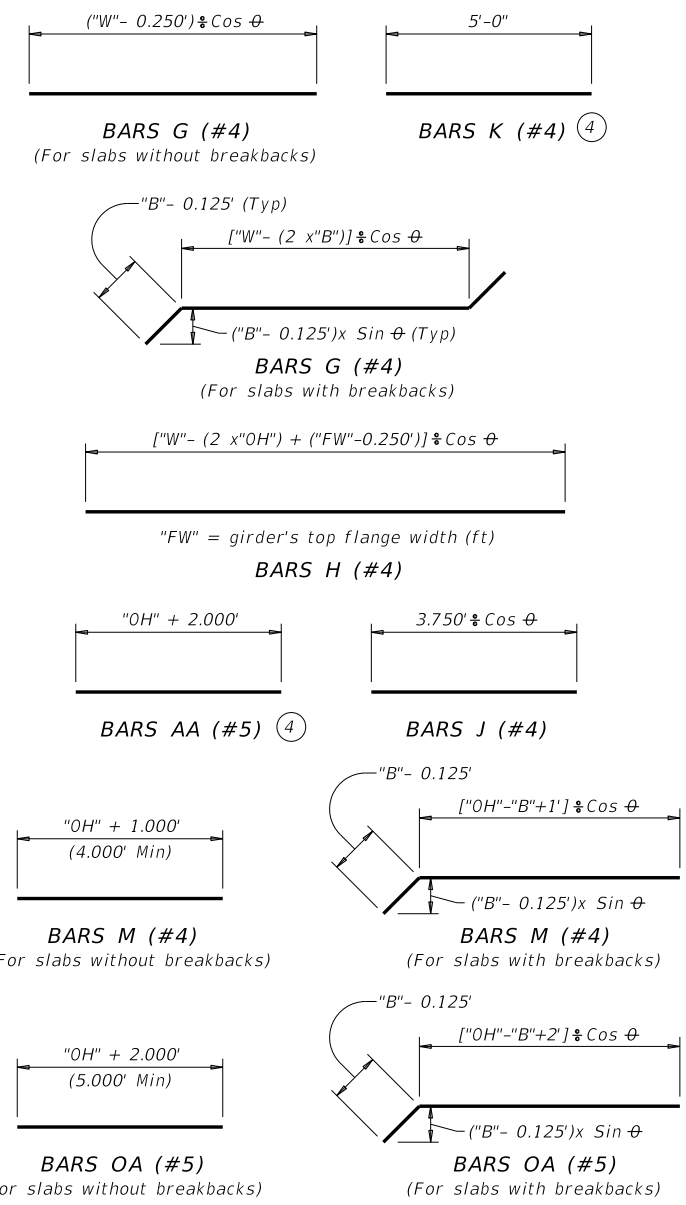 ("W"– 0.250')÷Cos θ
5'-0"
BARS G (#4)
BARS K (#4) 4
(For slabs without breakbacks)
"B"– 0.125' (Typ)
["W"– (2 x"B")]÷Cos θ
("B"– 0.125')x Sin θ (Typ)
BARS G (#4)
(For slabs with breakbacks)
["W"– (2 x"OH") + ("FW"–0.250')]÷Cos θ
"FW" = girder's top flange width (ft)
BARS H (#4)
"OH" + 2.000'
3.750'÷Cos θ
BARS AA (#5) 4
BARS J (#4)
"B"– 0.125'
"OH" + 1.000'
(4.000' Min)
["OH"–"B"+1']÷Cos θ
("B"– 0.125')x Sin θ
BARS M (#4)
BARS M (#4)
For slabs without breakbacks)
(For slabs with breakbacks)
"B"– 0.125'
"OH" + 2.000'
(5.000' Min)
["OH"–"B"+2']÷Cos θ
("B"– 0.125')x Sin θ
BARS OA (#5)
BARS OA (#5)
or slabs without breakbacks)
(For slabs with breakbacks)